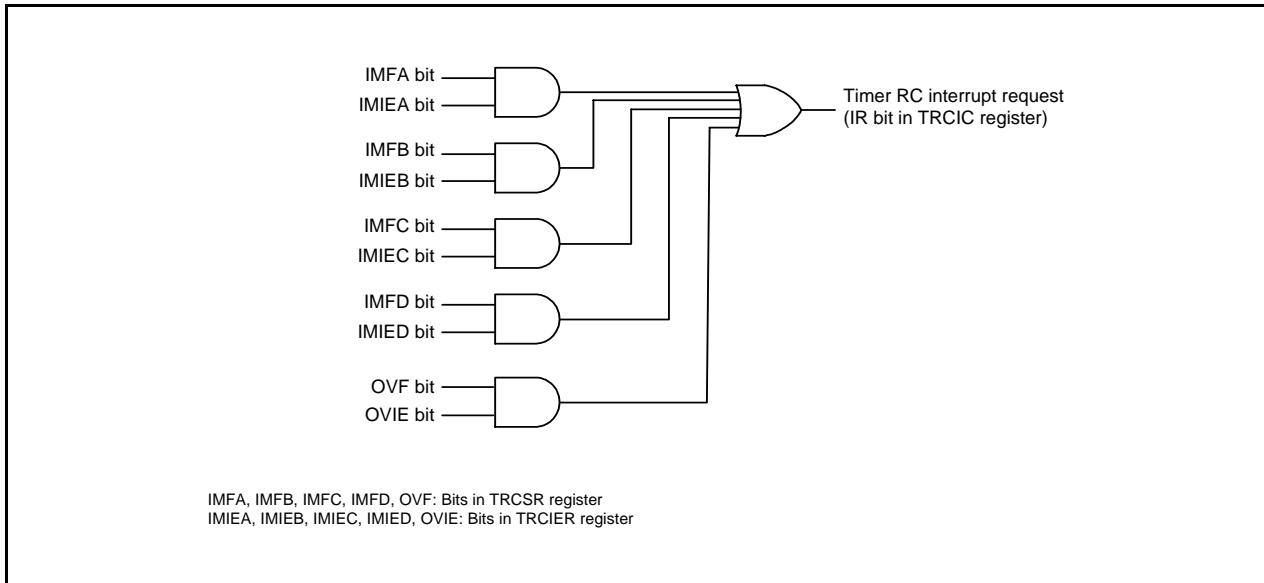 IMFA bit
IMIEA bit
IMFB bit
IMIEB bit
IMFC bit
IMIEC bit
IMFD bit
IMIED bit
OVF bit
OVIE bit
Timer RC interrupt request
(IR bit in TRCIC register)
IMFA, IMFB, IMFC, IMFD, OVF: Bits in TRCSR register
IMIEA, IMIEB, IMIEC, IMIED, OVIE: Bits in TRCIER register